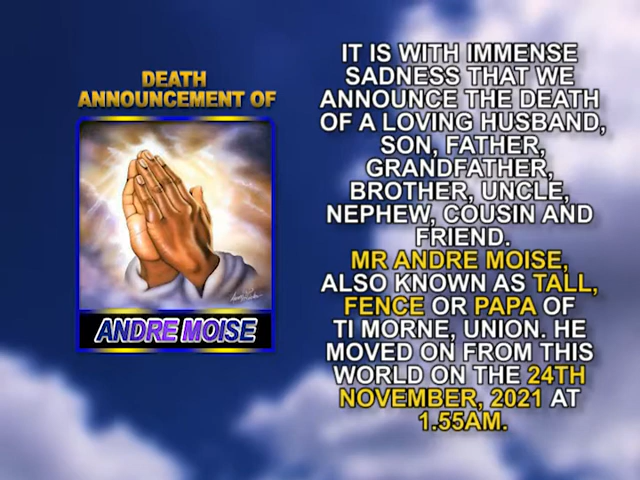 DEATH
ANNOUNCEMENT OF
ANDRE MOISE
IT IS WITH IMMENSE
SADNESS THAT WE
ANNOUNCE THE DEATH
OF A LOVING HUSBAND,
SON, FATHER,
GRANDFATHER,
BROTHER, UNCLE,
NEPHEW, COUSIN AND
FRIEND.
MR ANDRE MOISE,
ALSO KNOWN AS TALL,
FENCE OR PAPA OF
TI MORNE, UNION. HE
MOVED ON FROM THIS
WORLD ON THE 24TH
NOVEMBER, 2021 AT
1.55AM.